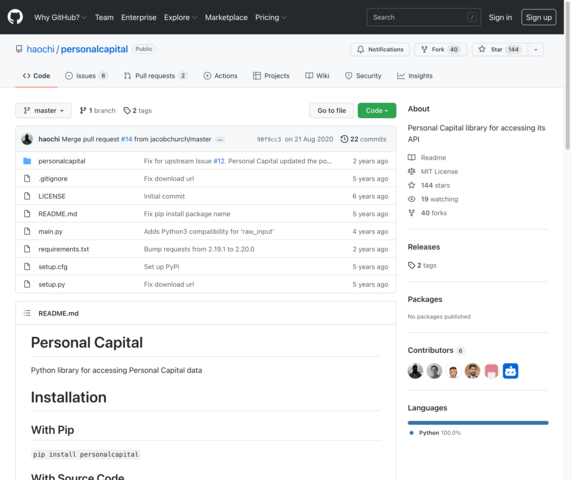 Why GitHub? Team Enterprise Explore Marketplace Pricing Search / Sign in Sign up
haochi / personalcapital Public Notifications Fork 40 Star 144
Code Issues 6 Pull requests 2 Actions Projects Wiki Security Insights
master 1 branch 2 tags Go to file Code
haochi Merge pull request #14 from jacobchurch/master ... 90f9cc3 on 21 Aug 2020 22 commits
personalcapital Fix for upstream Issue #12. Personal Capital updated the po... 2 years ago
.gitignore Fix download url 5 years ago
LICENSE Initial commit 6 years ago
README.md Fix pip install package name 5 years ago
main.py Adds Python3 compatibility for 'raw_input' 4 years ago
requirements.txt Bump requests from 2.19.1 to 2.20.0 2 years ago
setup.cfg Set up PyPi 5 years ago
setup.py Fix download url 5 years ago
README.md
Personal Capital
Python library for accessing Personal Capital data
Installation
With Pip
pip install personalcapital
With Source Code
About
Personal Capital library for accessing its
API
Readme
MIT License
144 stars
19 watching
40 forks
Releases
2 tags
Packages
No packages published
Contributors 6
Languages
Python 100.0%